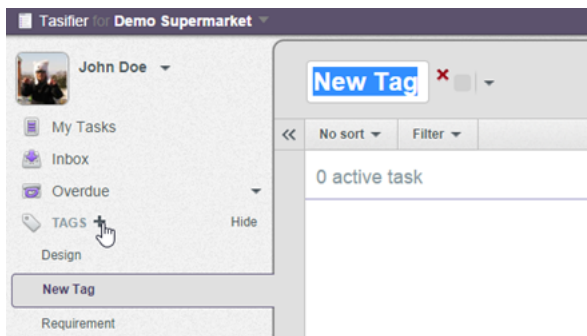 Tasifier for Demo Supermarket
John Doe
New Tag
My Tasks
No sort
Filter
Inbox
0 active task
Overdue
TAGS
Hide
Design
New Tag
Requirement